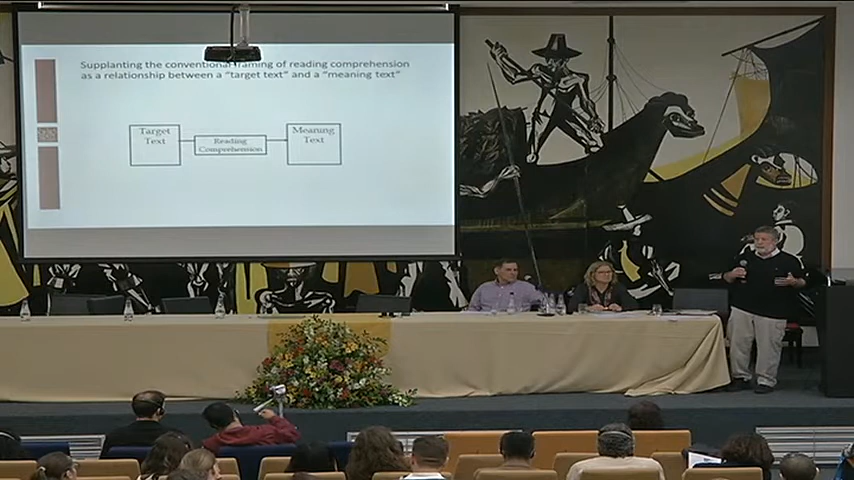 Supplanting the conventional framing of reading comprehension
as a relationship between a "target text" and a "meaning text"
Target
Text
Reading
Comprehension
Meaning
Text